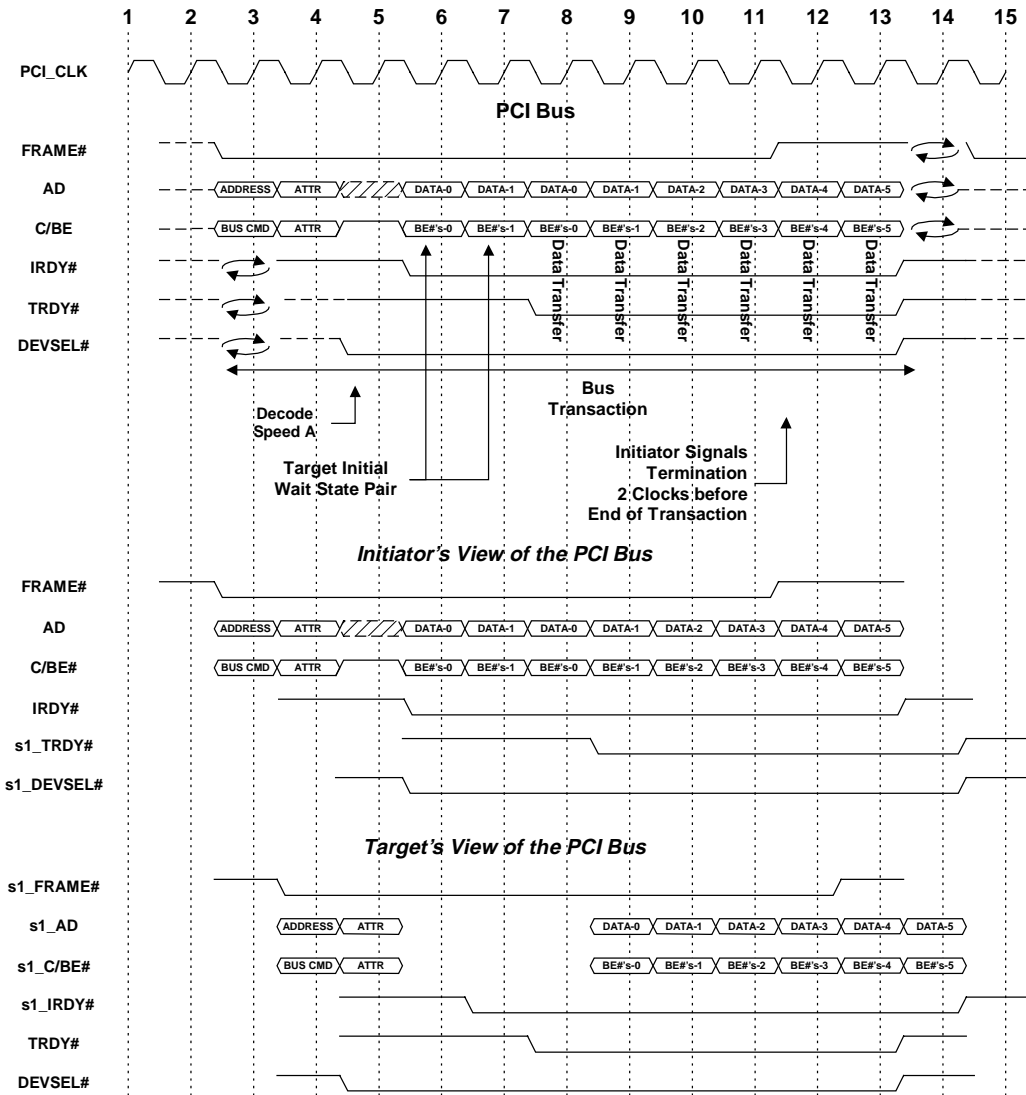 1 2 3 4 5 6 7 8 9 10 11 12 13 14 15
PCI_CLK
PCI Bus
FRAME#
AD ADDRESS ATTR DATA-0 DATA-1 DATA-0 DATA-1 DATA-2 DATA-3 DATA-4 DATA-5
C/BE BUS CMD ATTR BE#'s-0 BE#'s-1 BE#'s-0 BE#'s-1 BE#'s-2 BE#'s-3 BE#'s-4 BE#'s-5
IRDY#
TRDY#
DEVSEL#
Data Transfer
Data Transfer
Data Transfer
Data Transfer
Data Transfer
Data Transfer
Bus
Transaction
Decode
Speed A
Target Initial
Wait State Pair
Initiator Signals
Termination
2 Clocks before
End of Transaction
Initiator's View of the PCI Bus
FRAME#
AD ADDRESS ATTR DATA-0 DATA-1 DATA-0 DATA-1 DATA-2 DATA-3 DATA-4 DATA-5
C/BE# BUS CMD ATTR BE#'s-0 BE#'s-1 BE#'s-0 BE#'s-1 BE#'s-2 BE#'s-3 BE#'s-4 BE#'s-5
IRDY#
s1_TRDY#
s1_DEVSEL#
Target's View of the PCI Bus
s1_FRAME#
s1_AD ADDRESS ATTR DATA-0 DATA-1 DATA-2 DATA-3 DATA-4 DATA-5
s1_C/BE# BUS CMD ATTR BE#'s-0 BE#'s-1 BE#'s-2 BE#'s-3 BE#'s-4 BE#'s-5
s1_IRDY#
TRDY#
DEVSEL#